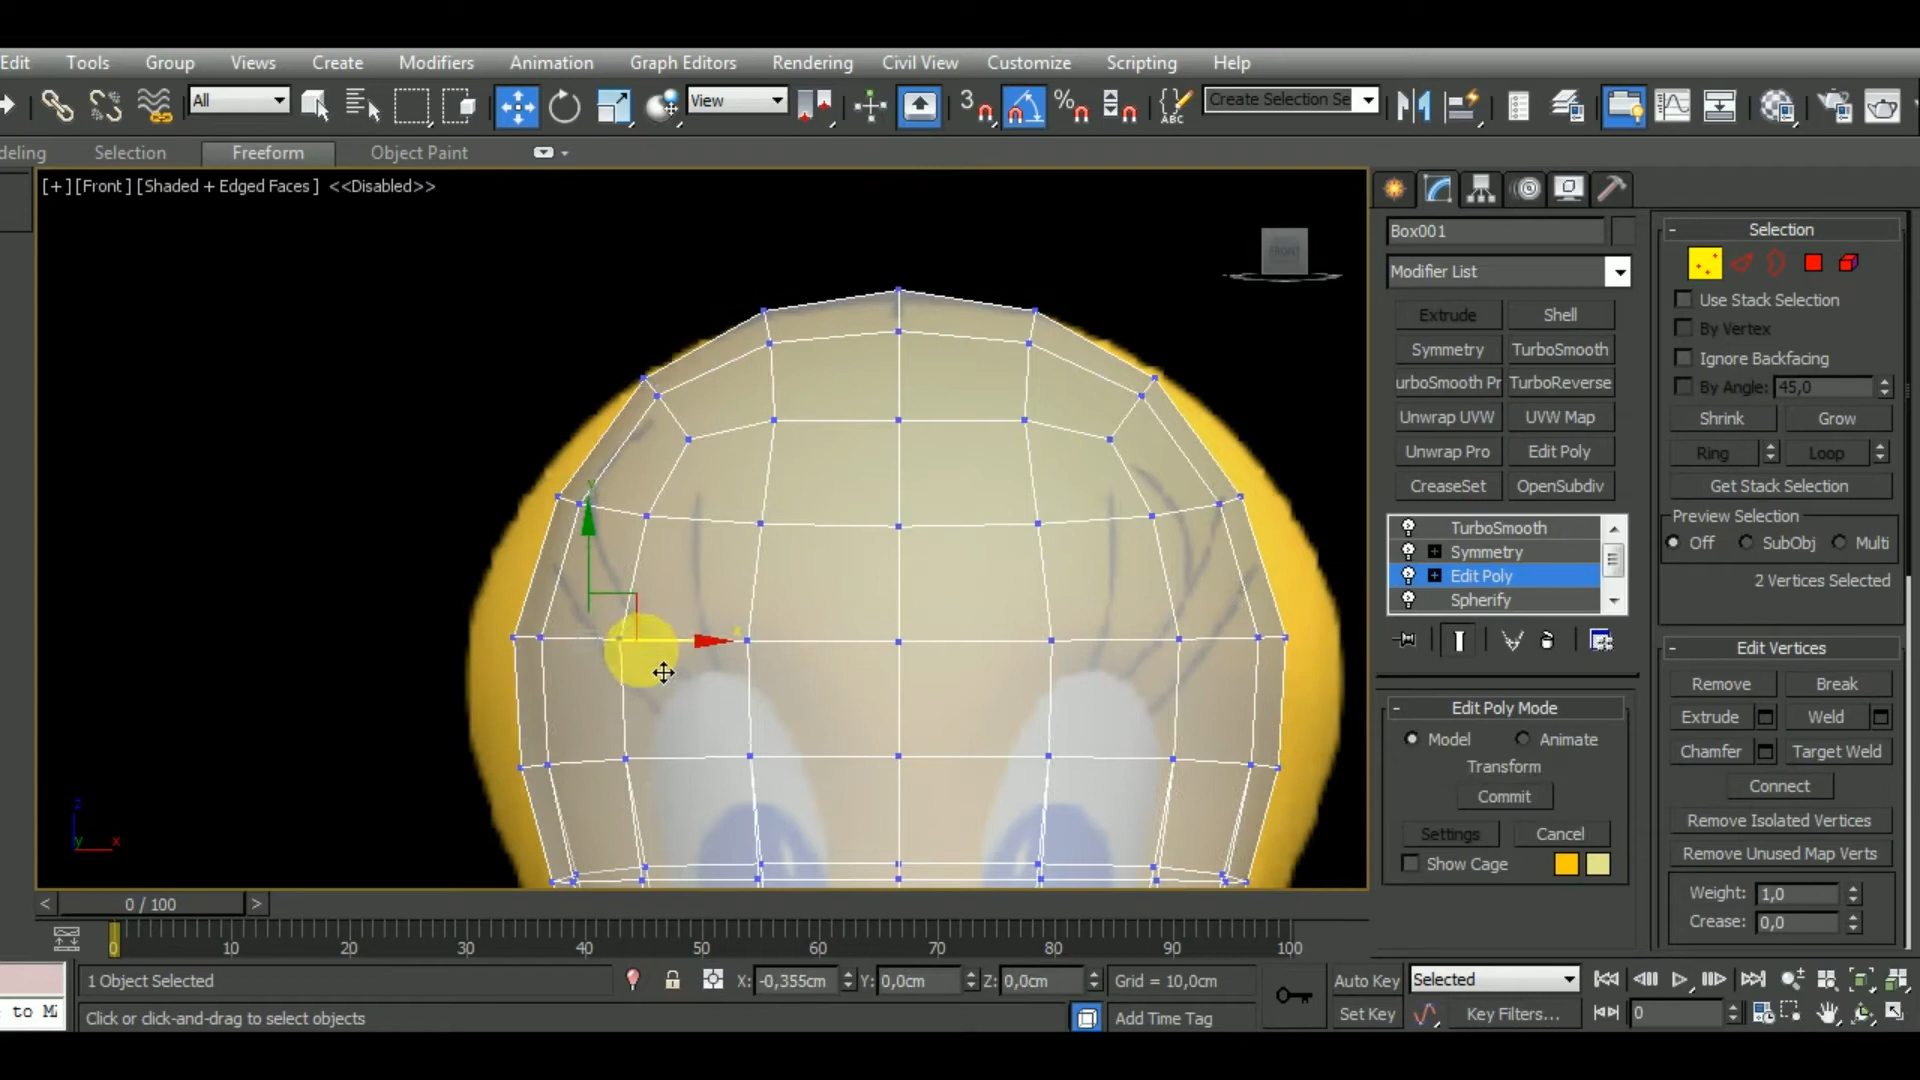 Edit Tools Group Views Create Modifiers Animation Graph Editors Rendering Civil View Customize Scripting Help
All View 3 % ABC Create Selection Se
deling Selection Freeform Object Paint
[+] [Front ] [Shaded + Edged Faces ] <<Disabled>>
FRONT
y
x
z
y x
Box001
Modifier List
Extrude Shell
Symmetry TurboSmooth
urboSmooth Pr TurboReverse
Unwrap UVW UVW Map
Unwrap Pro Edit Poly
CreaseSet OpenSubdiv
TurboSmooth
Symmetry
Edit Poly
Spherify
- Edit Poly Mode
Model Animate
Transform
Commit
Settings Cancel
Show Cage
- Selection
Use Stack Selection
By Vertex
Ignore Backfacing
By Angle: 45,0
Shrink Grow
Ring Loop
Get Stack Selection
Preview Selection
Off SubObj Multi
2 Vertices Selected
- Edit Vertices
Remove Break
Extrude Weld
Chamfer Target Weld
Connect
Remove Isolated Vertices
Remove Unused Map Verts
Weight: 1,0
Crease: 0,0
< 0 / 100 >
0 10 20 30 40 50 60 70 80 90 100
1 Object Selected X: -0,355cm Y: 0,0cm Z: 0,0cm Grid = 10,0cm Auto Key Selected
to Mi Click or click-and-drag to select objects Add Time Tag Set Key Key Filters... 0